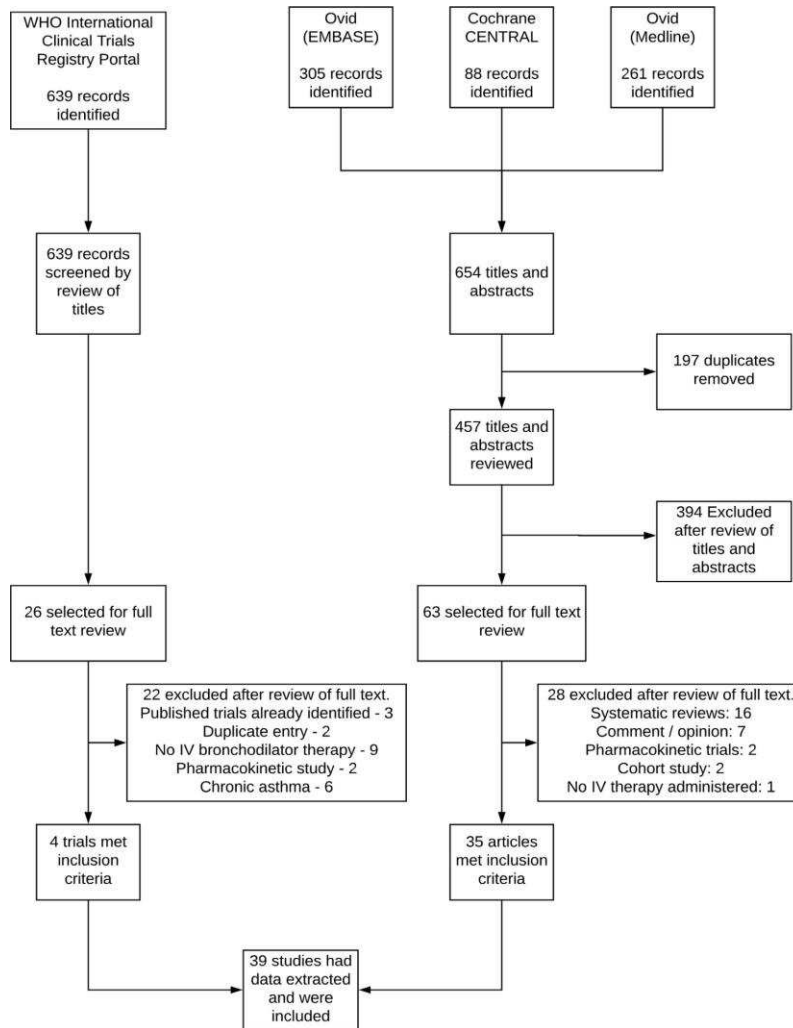 WHO International
Clinical Trials
Registry Portal
639 records
identified
Ovid
(EMBASE)
305 records
identified
Cochrane
CENTRAL
88 records
identified
Ovid
(Medline)
261 records
identified
639 records
screened by
review of
titles
654 titles and
abstracts
197 duplicates
removed
457 titles and
abstracts
reviewed
394 Excluded
after review of
titles and
abstracts
26 selected for full
text review
63 selected for full text
review
22 excluded after review of full text.
Published trials already identified - 3
Duplicate entry - 2
No IV bronchodilator therapy - 9
Pharmacokinetic study - 2
Chronic asthma - 6
28 excluded after review of full text.
Systematic reviews: 16
Comment / opinion: 7
Pharmacokinetic trials: 2
Cohort study: 2
No IV therapy administered: 1
4 trials met
inclusion
criteria
35 articles
met inclusion
criteria
39 studies had
data extracted
and were
included